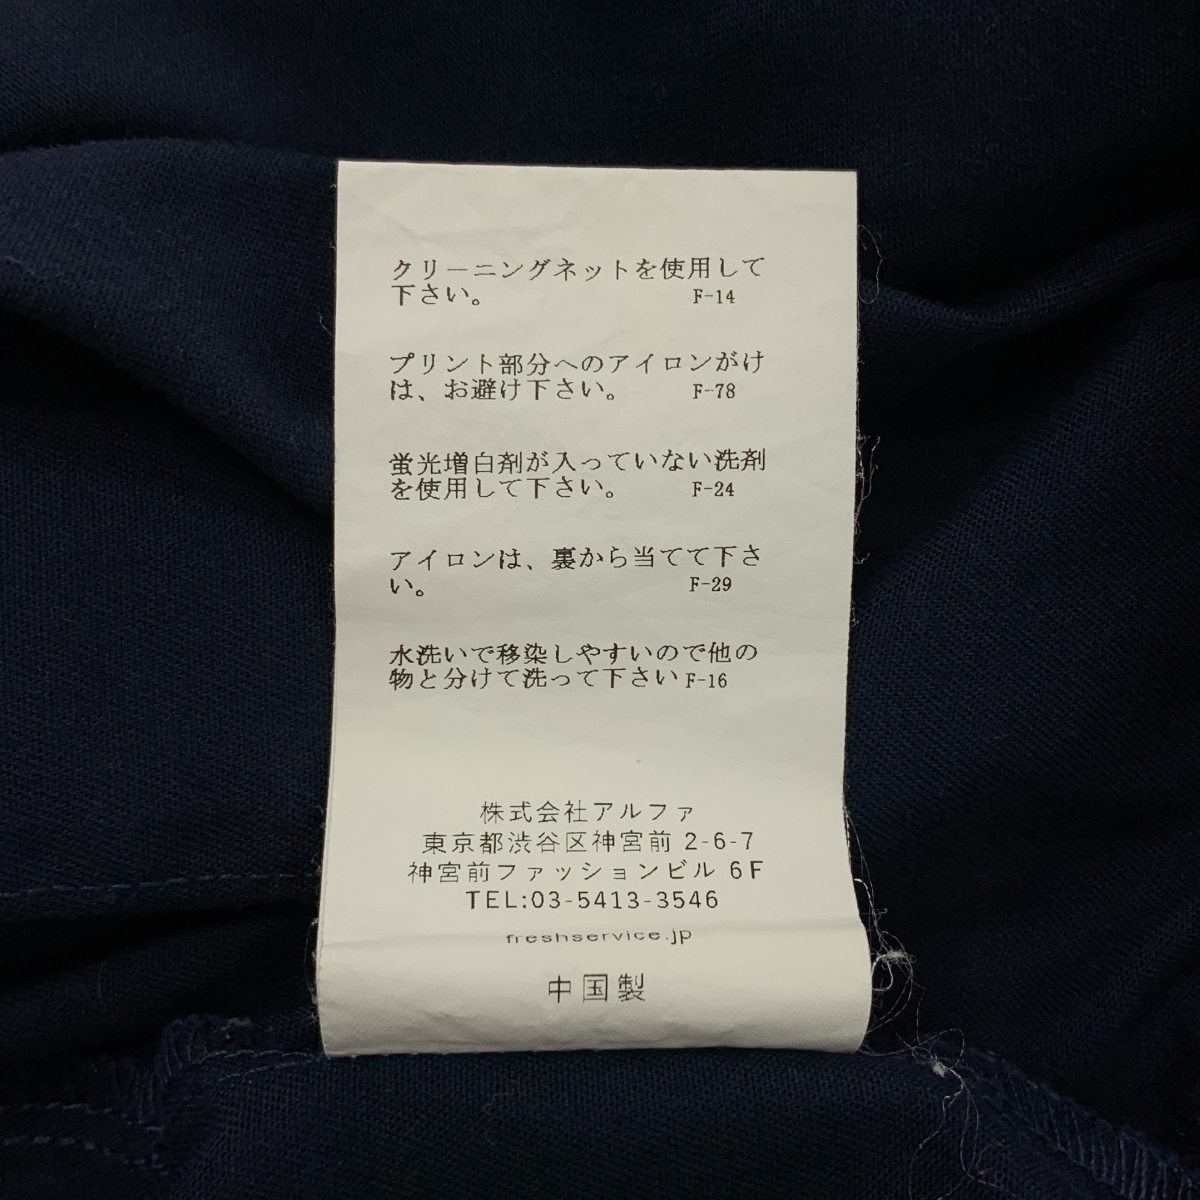 クリーニングネットを使用して
下さい。 F-14
プリント部分へのアイロンがけ
は、お避け下さい。 F-78
蛍光増白剤が入っていない洗剤
を使用して下さい。 F-24
アイロンは、裏から当てて下さ
い。 F-29
水洗いで移染しやすいので他の
物と分けて洗って下さい F-16
株式会社アルファ
東京都渋谷区神宮前 2-6-7
神宮前ファッションビル 6F
TEL:03-5413-3546
freshservice.jp
中国製